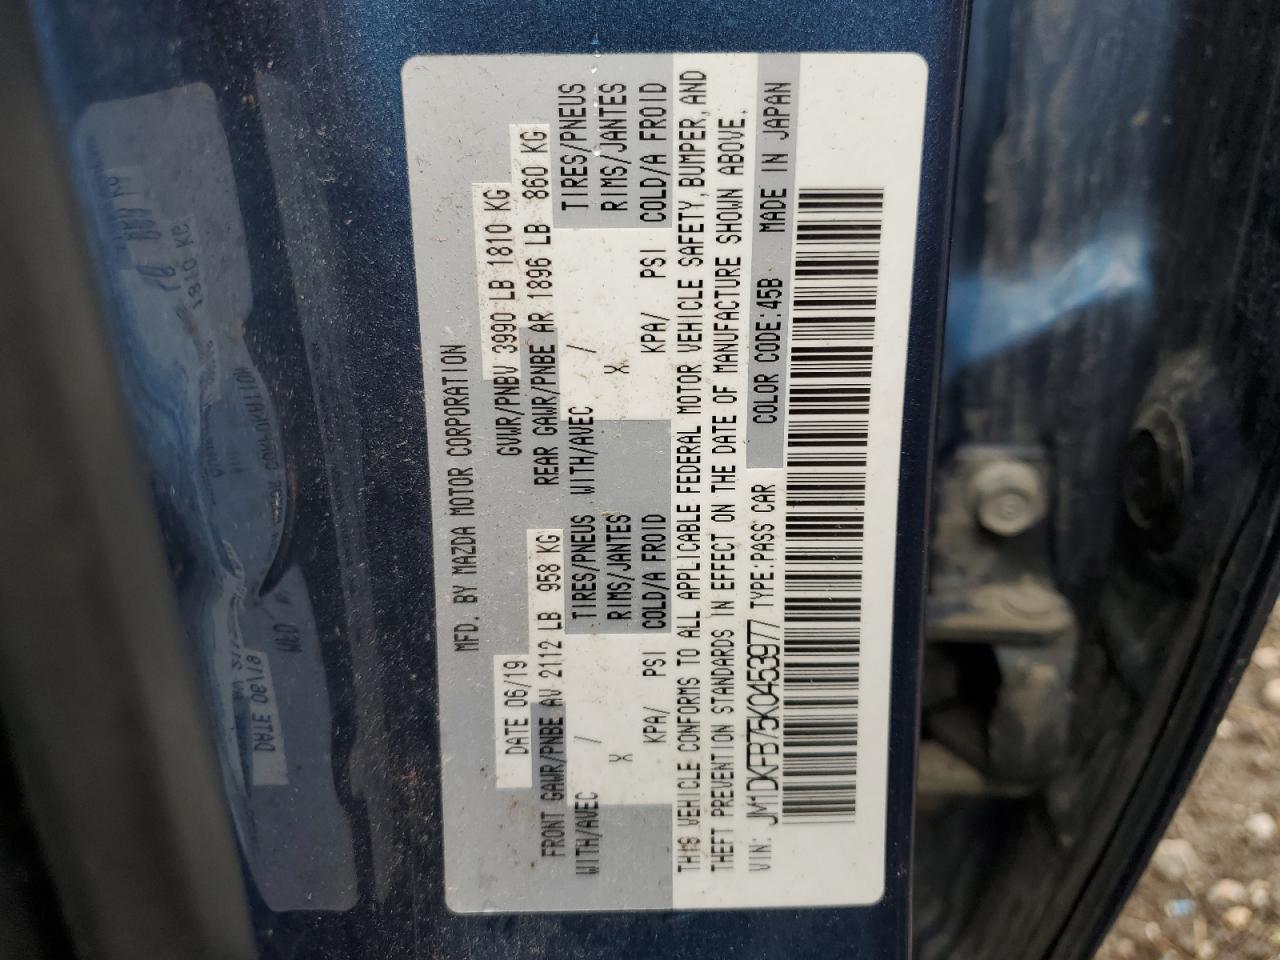 MFD. BY MAZDA MOTOR CORPORATION
DATE 06/19 GVWR/PNBV 3990 LB 1810 KG
FRONT GAWR/PNBE AV 2112 LB 958 KG REAR GAWR/PNBE AR 1896 LB 860 KG
WITH/AVEC / TIRES/PNEUS WITH/AVEC / TIRES/PNEUS
X RIMS/JANTES X RIMS/JANTES
KPA/ PSI COLD/A FROID KPA/ PSI COLD/A FROID
THIS VEHICLE CONFORMS TO ALL APPLICABLE FEDERAL MOTOR VEHICLE SAFETY, BUMPER, AND
THEFT PREVENTION STANDARDS IN EFFECT ON THE DATE OF MANUFACTURE SHOWN ABOVE.
VIN: JM1DKFB75K0453977 TYPE:PASS CAR COLOR CODE:45B MADE IN JAPAN